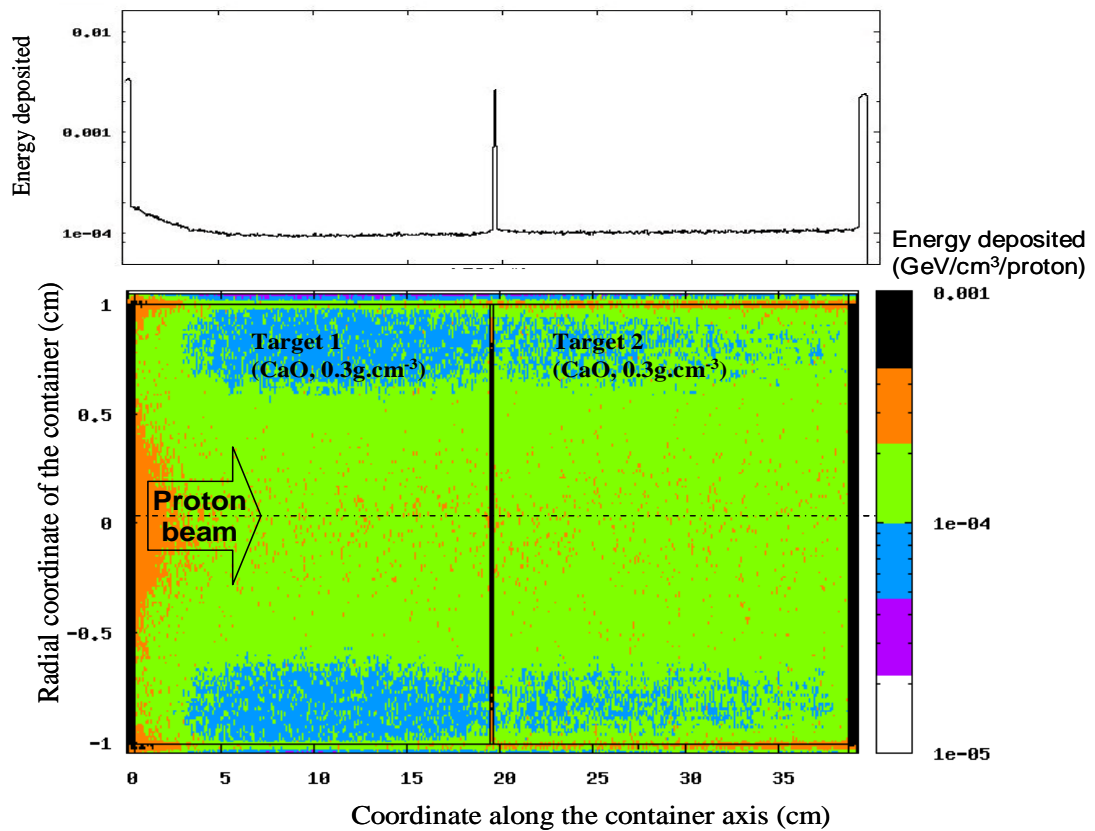 Energy deposited
0.01
0.001
1e-04
Energy deposited
(GeV/cm³/proton)
Radial coordinate of the container (cm)
1
0.5
0
-0.5
-1
Target 1
(CaO, 0.3g.cm⁻³)
Target 2
(CaO, 0.3g.cm⁻³)
Proton
beam
0.001
1e-04
1e-05
0 5 10 15 20 25 30 35
Coordinate along the container axis (cm)